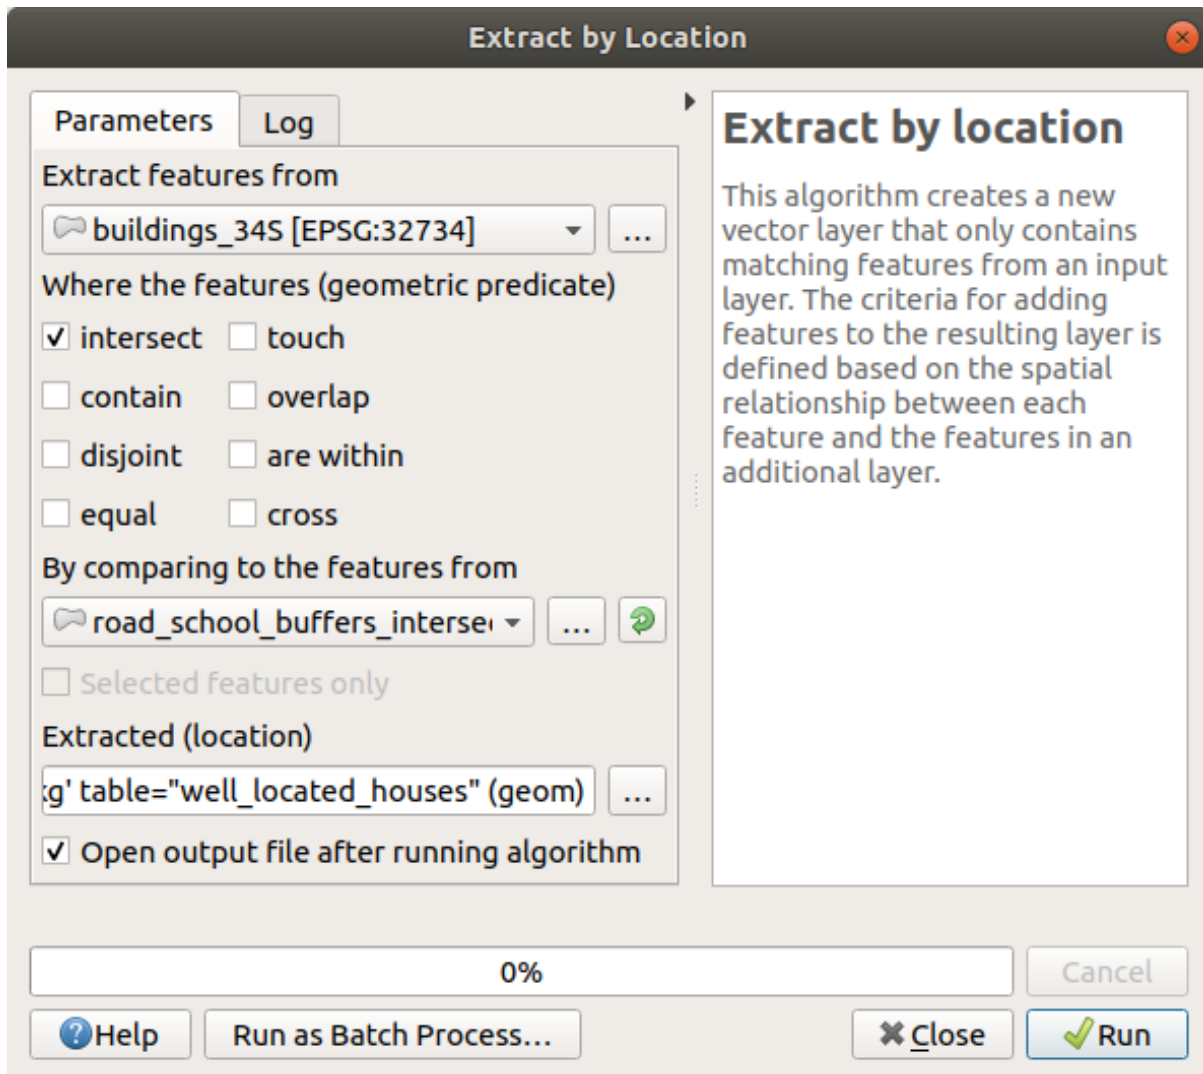 Extract by Location
Parameters
Log
Extract features from
buildings_34S [EPSG:32734]
...
Where the features (geometric predicate)
intersect
touch
contain
overlap
disjoint
are within
equal
cross
By comparing to the features from
road_school_buffers_interse
...
Selected features only
Extracted (location)
g' table="well_located_houses" (geom)
...
Open output file after running algorithm
Extract by location
This algorithm creates a new
vector layer that only contains
matching features from an input
layer. The criteria for adding
features to the resulting layer is
defined based on the spatial
relationship between each
feature and the features in an
additional layer.
0%
Cancel
Help
Run as Batch Process...
Close
Run